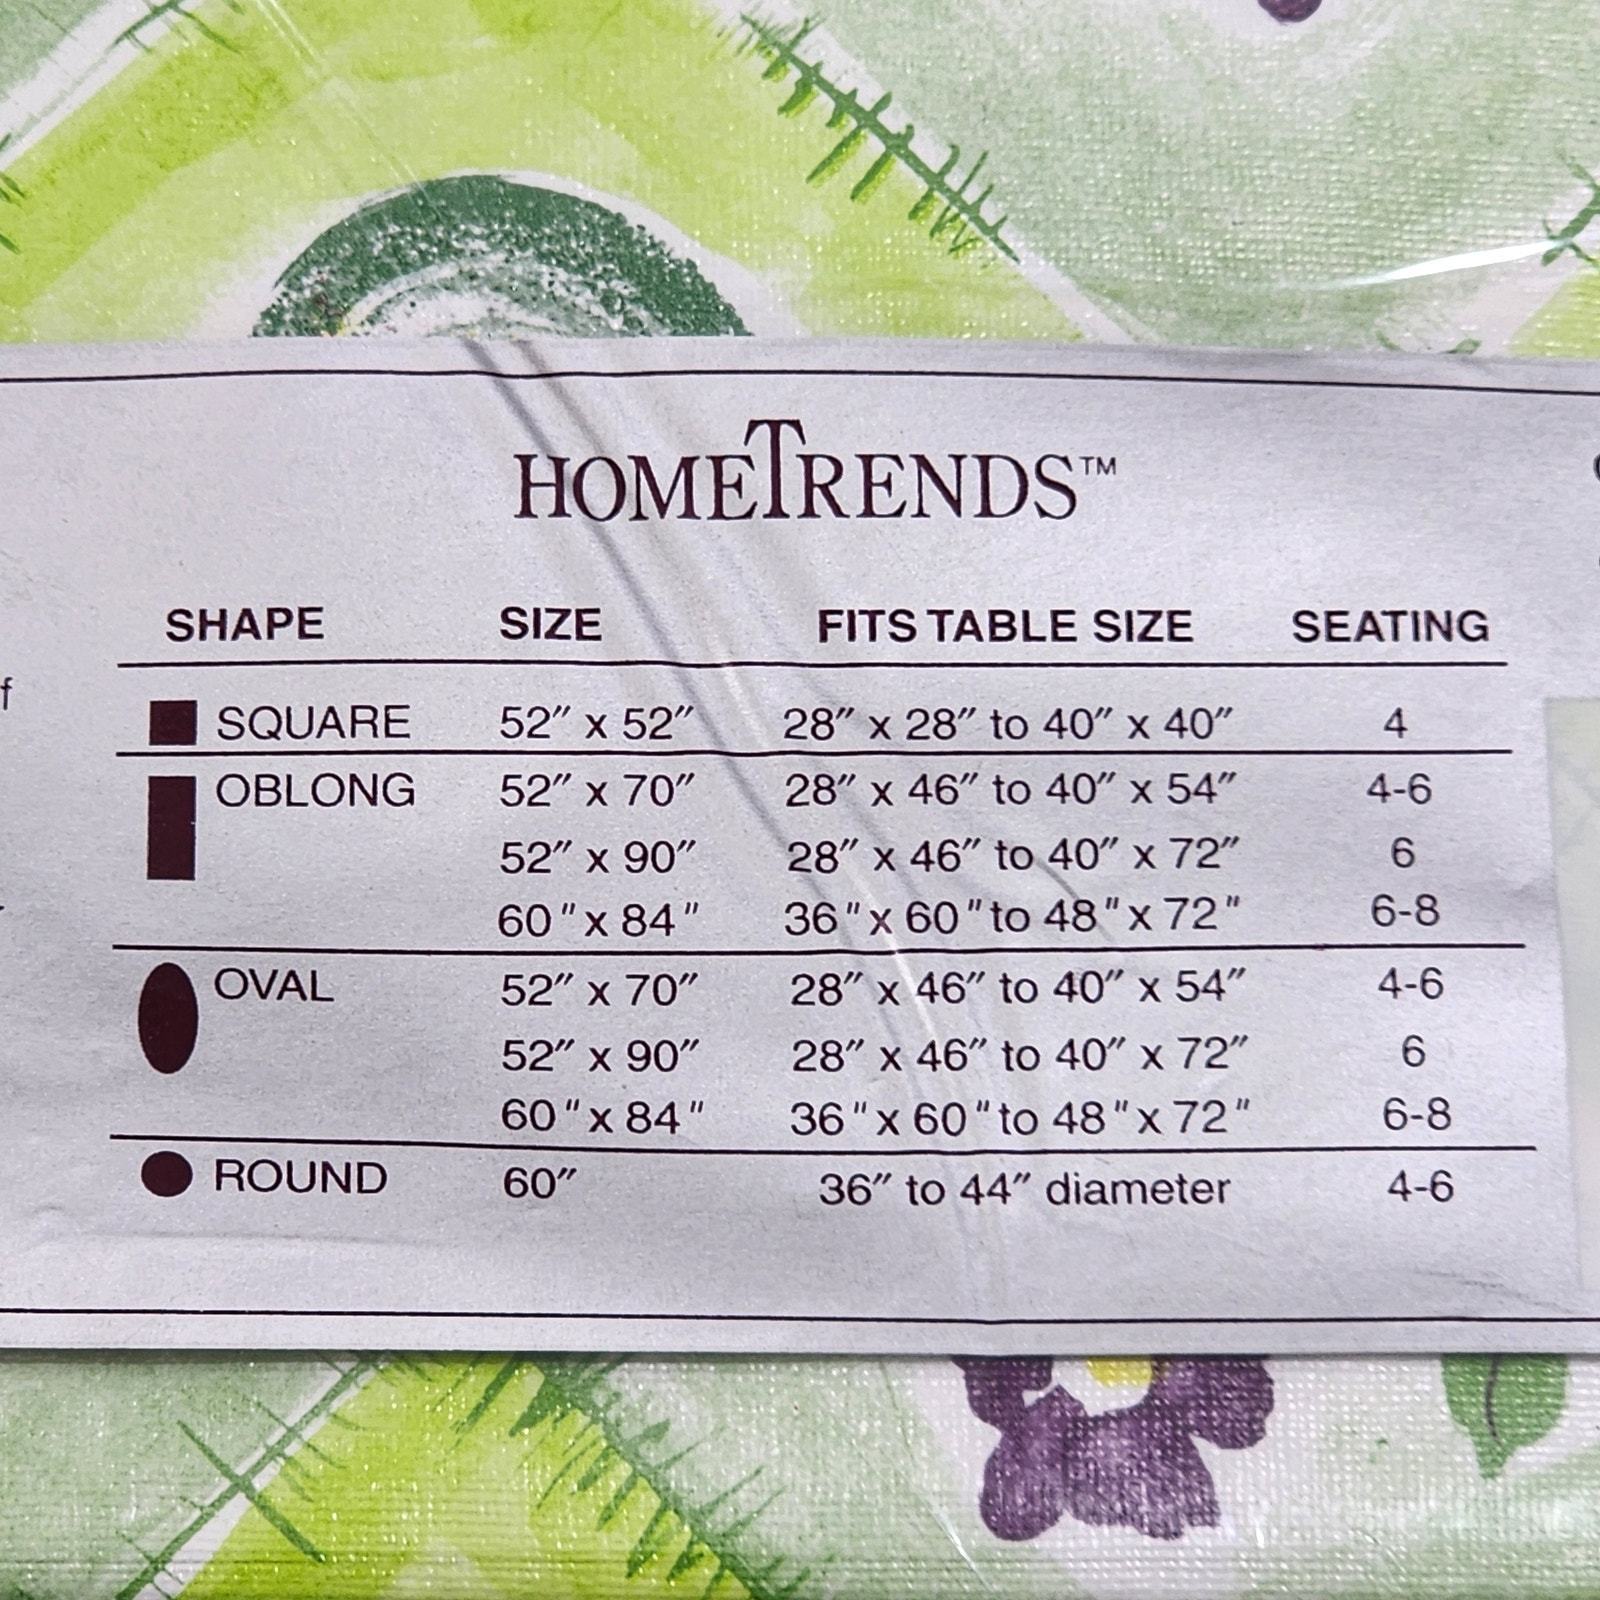 HOMETRENDS™
SHAPE SIZE FITS TABLE SIZE SEATING
SQUARE 52″ x 52″ 28″ x 28″ to 40″ x 40″ 4
OBLONG 52″ x 70″ 28″ x 46″ to 40″ x 54″ 4-6
52″ x 90″ 28″ x 46″ to 40″ x 72″ 6
60" x 84" 36" x 60" to 48" x 72" 6-8
OVAL 52″ x 70″ 28″ x 46″ to 40″ x 54″ 4-6
52″ x 90″ 28″ x 46″ to 40″ x 72″ 6
60" x 84" 36" x 60" to 48" x 72" 6-8
ROUND 60″ 36″ to 44″ diameter 4-6